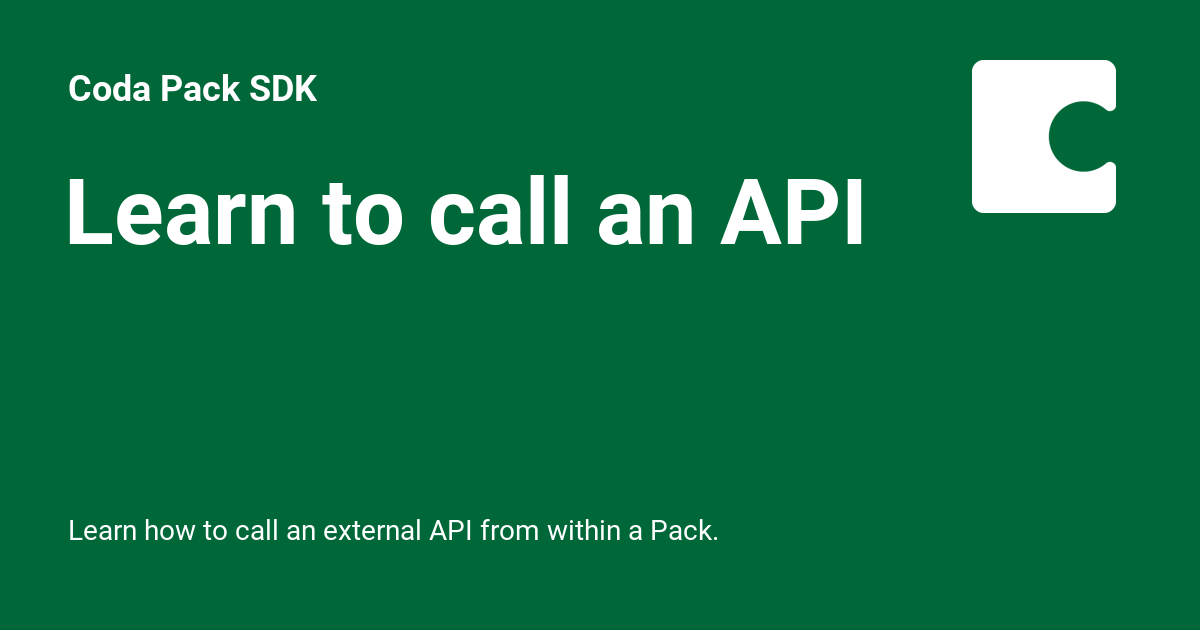 Coda Pack SDK
Learn to call an API
Learn how to call an external API from within a Pack.